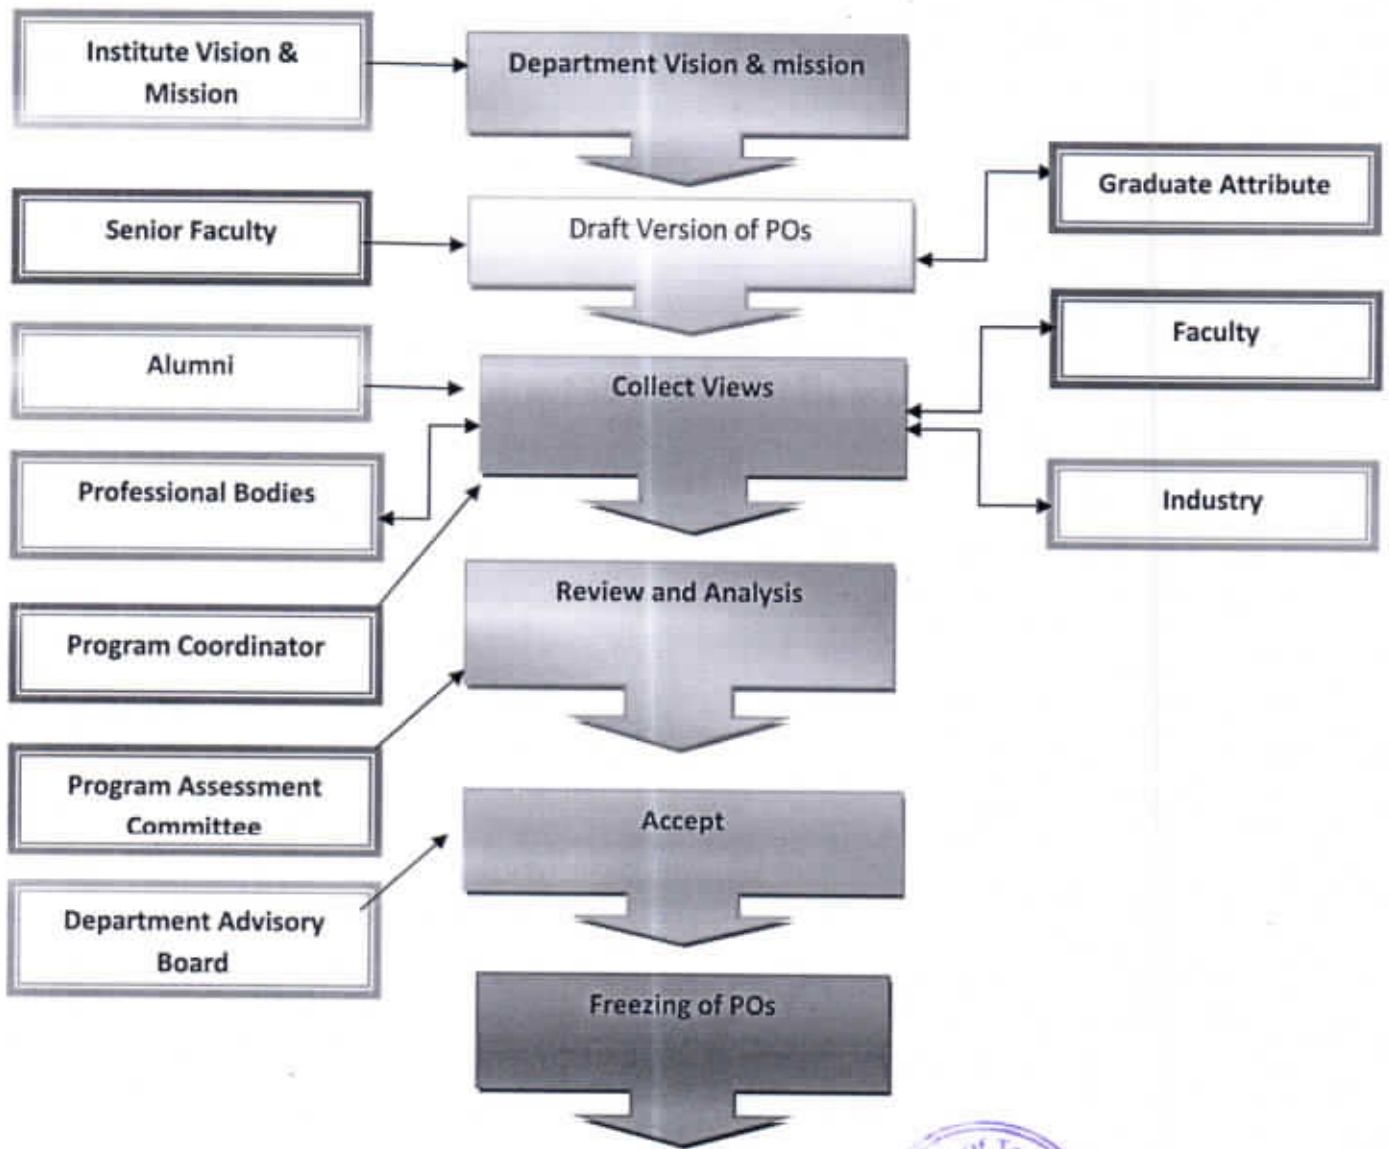 Institute Vision &
Mission
Department Vision & mission
Graduate Attribute
Senior Faculty
Draft Version of POs
Faculty
Alumni
Collect Views
Professional Bodies
Industry
Review and Analysis
Program Coordinator
Program Assessment
Committee
Accept
Department Advisory
Board
Freezing of POs